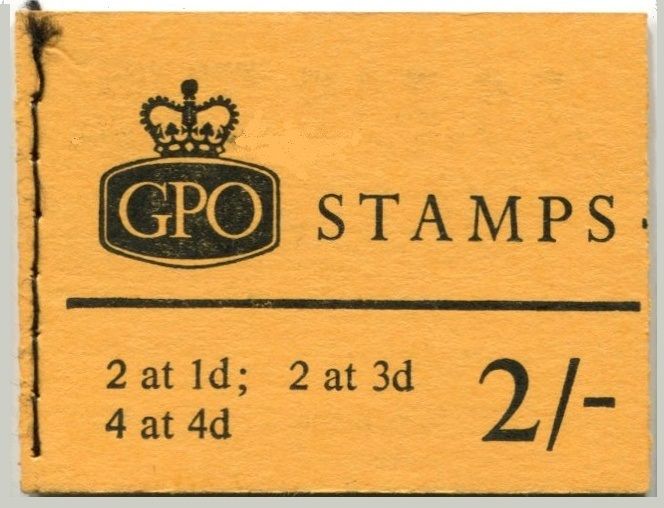 GPO STAMPS
2 at 1d; 2 at 3d
4 at 4d
2/-